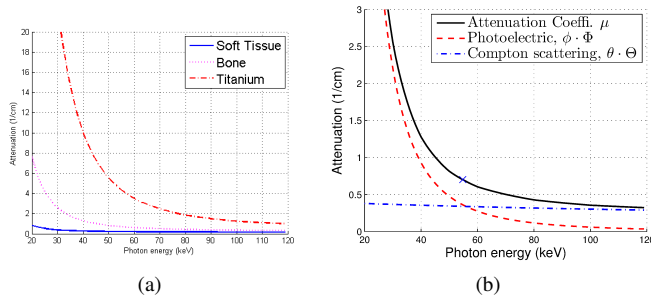 20
18
16
14
12
10
8
6
4
2
0
Attenuation (1/cm)
Soft Tissue
Bone
Titanium
20 30 40 50 60 70 80 90 100 110 120
Photon energy (keV)
(a)
3
2.5
2
1.5
1
0.5
0
Attenuation (1/cm)
Attenuation Coeffi. μ
Photoelectric, ϕ · Φ
Compton scattering, θ · Θ
20 40 60 80 100 120
Photon energy (keV)
(b)